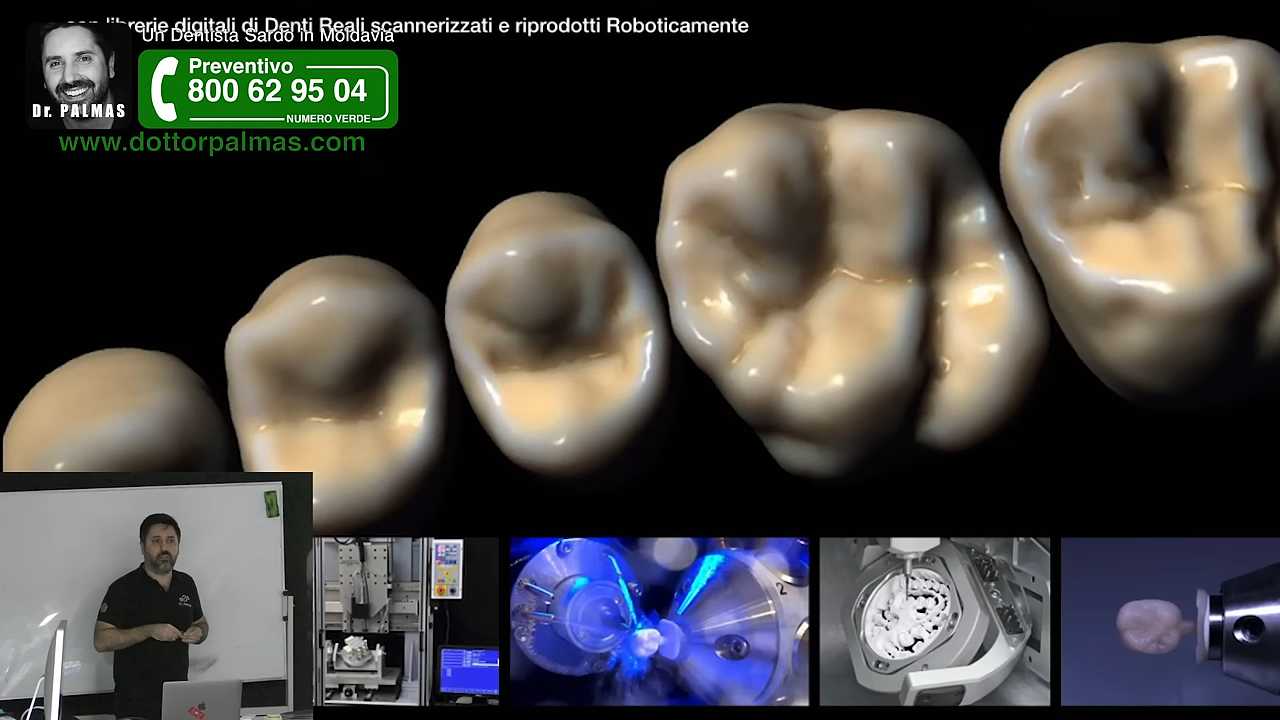 con librerie digitali di Denti Reali scannerizzati e riprodotti Roboticamente
Un Dentista Sardo in Moldavia
Preventivo
800 62 95 04
NUMERO VERDE
Dr. PALMAS
www.dottorpalmas.com
2